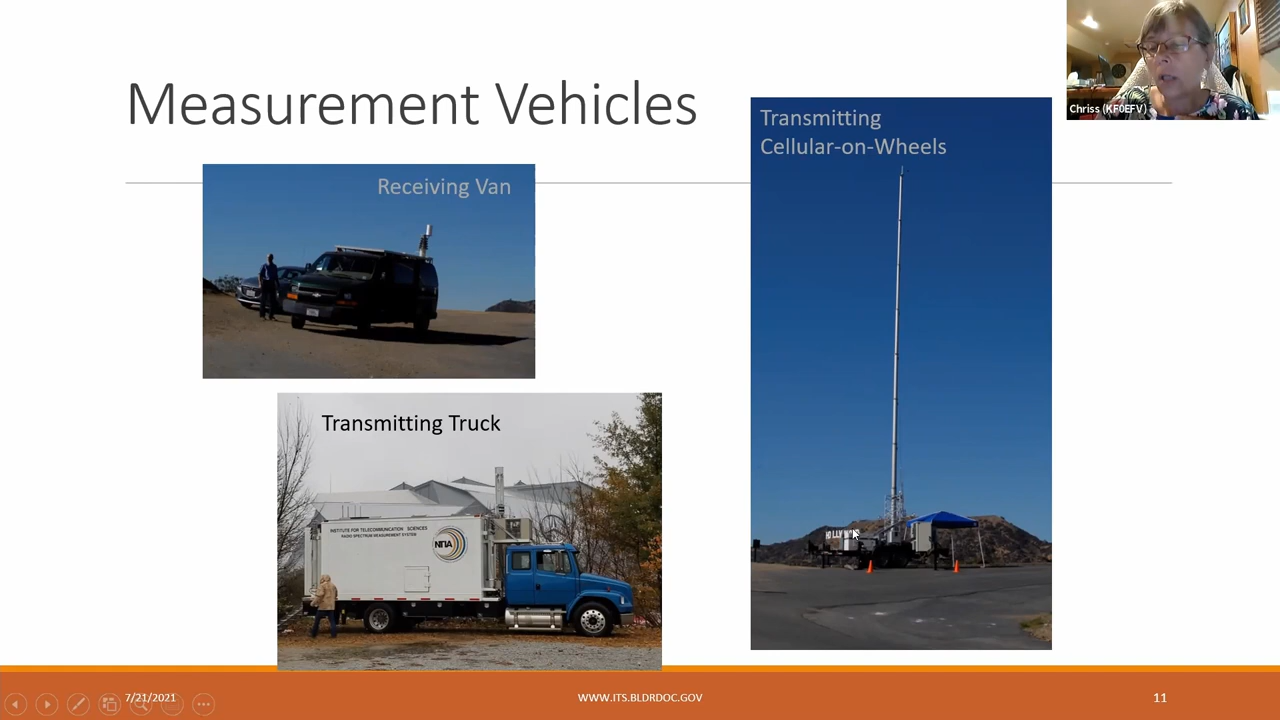 Measurement Vehicles
Chriss (KF0EFV)
Receiving Van
Transmitting
Cellular-on-Wheels
HOLLYWOOD
Transmitting Truck
INSTITUTE FOR TELECOMMUNICATION SCIENCES
RADIO SPECTRUM MEASUREMENT SYSTEM
NTIA
7/21/2021
WWW.ITS.BLDRDOC.GOV
11